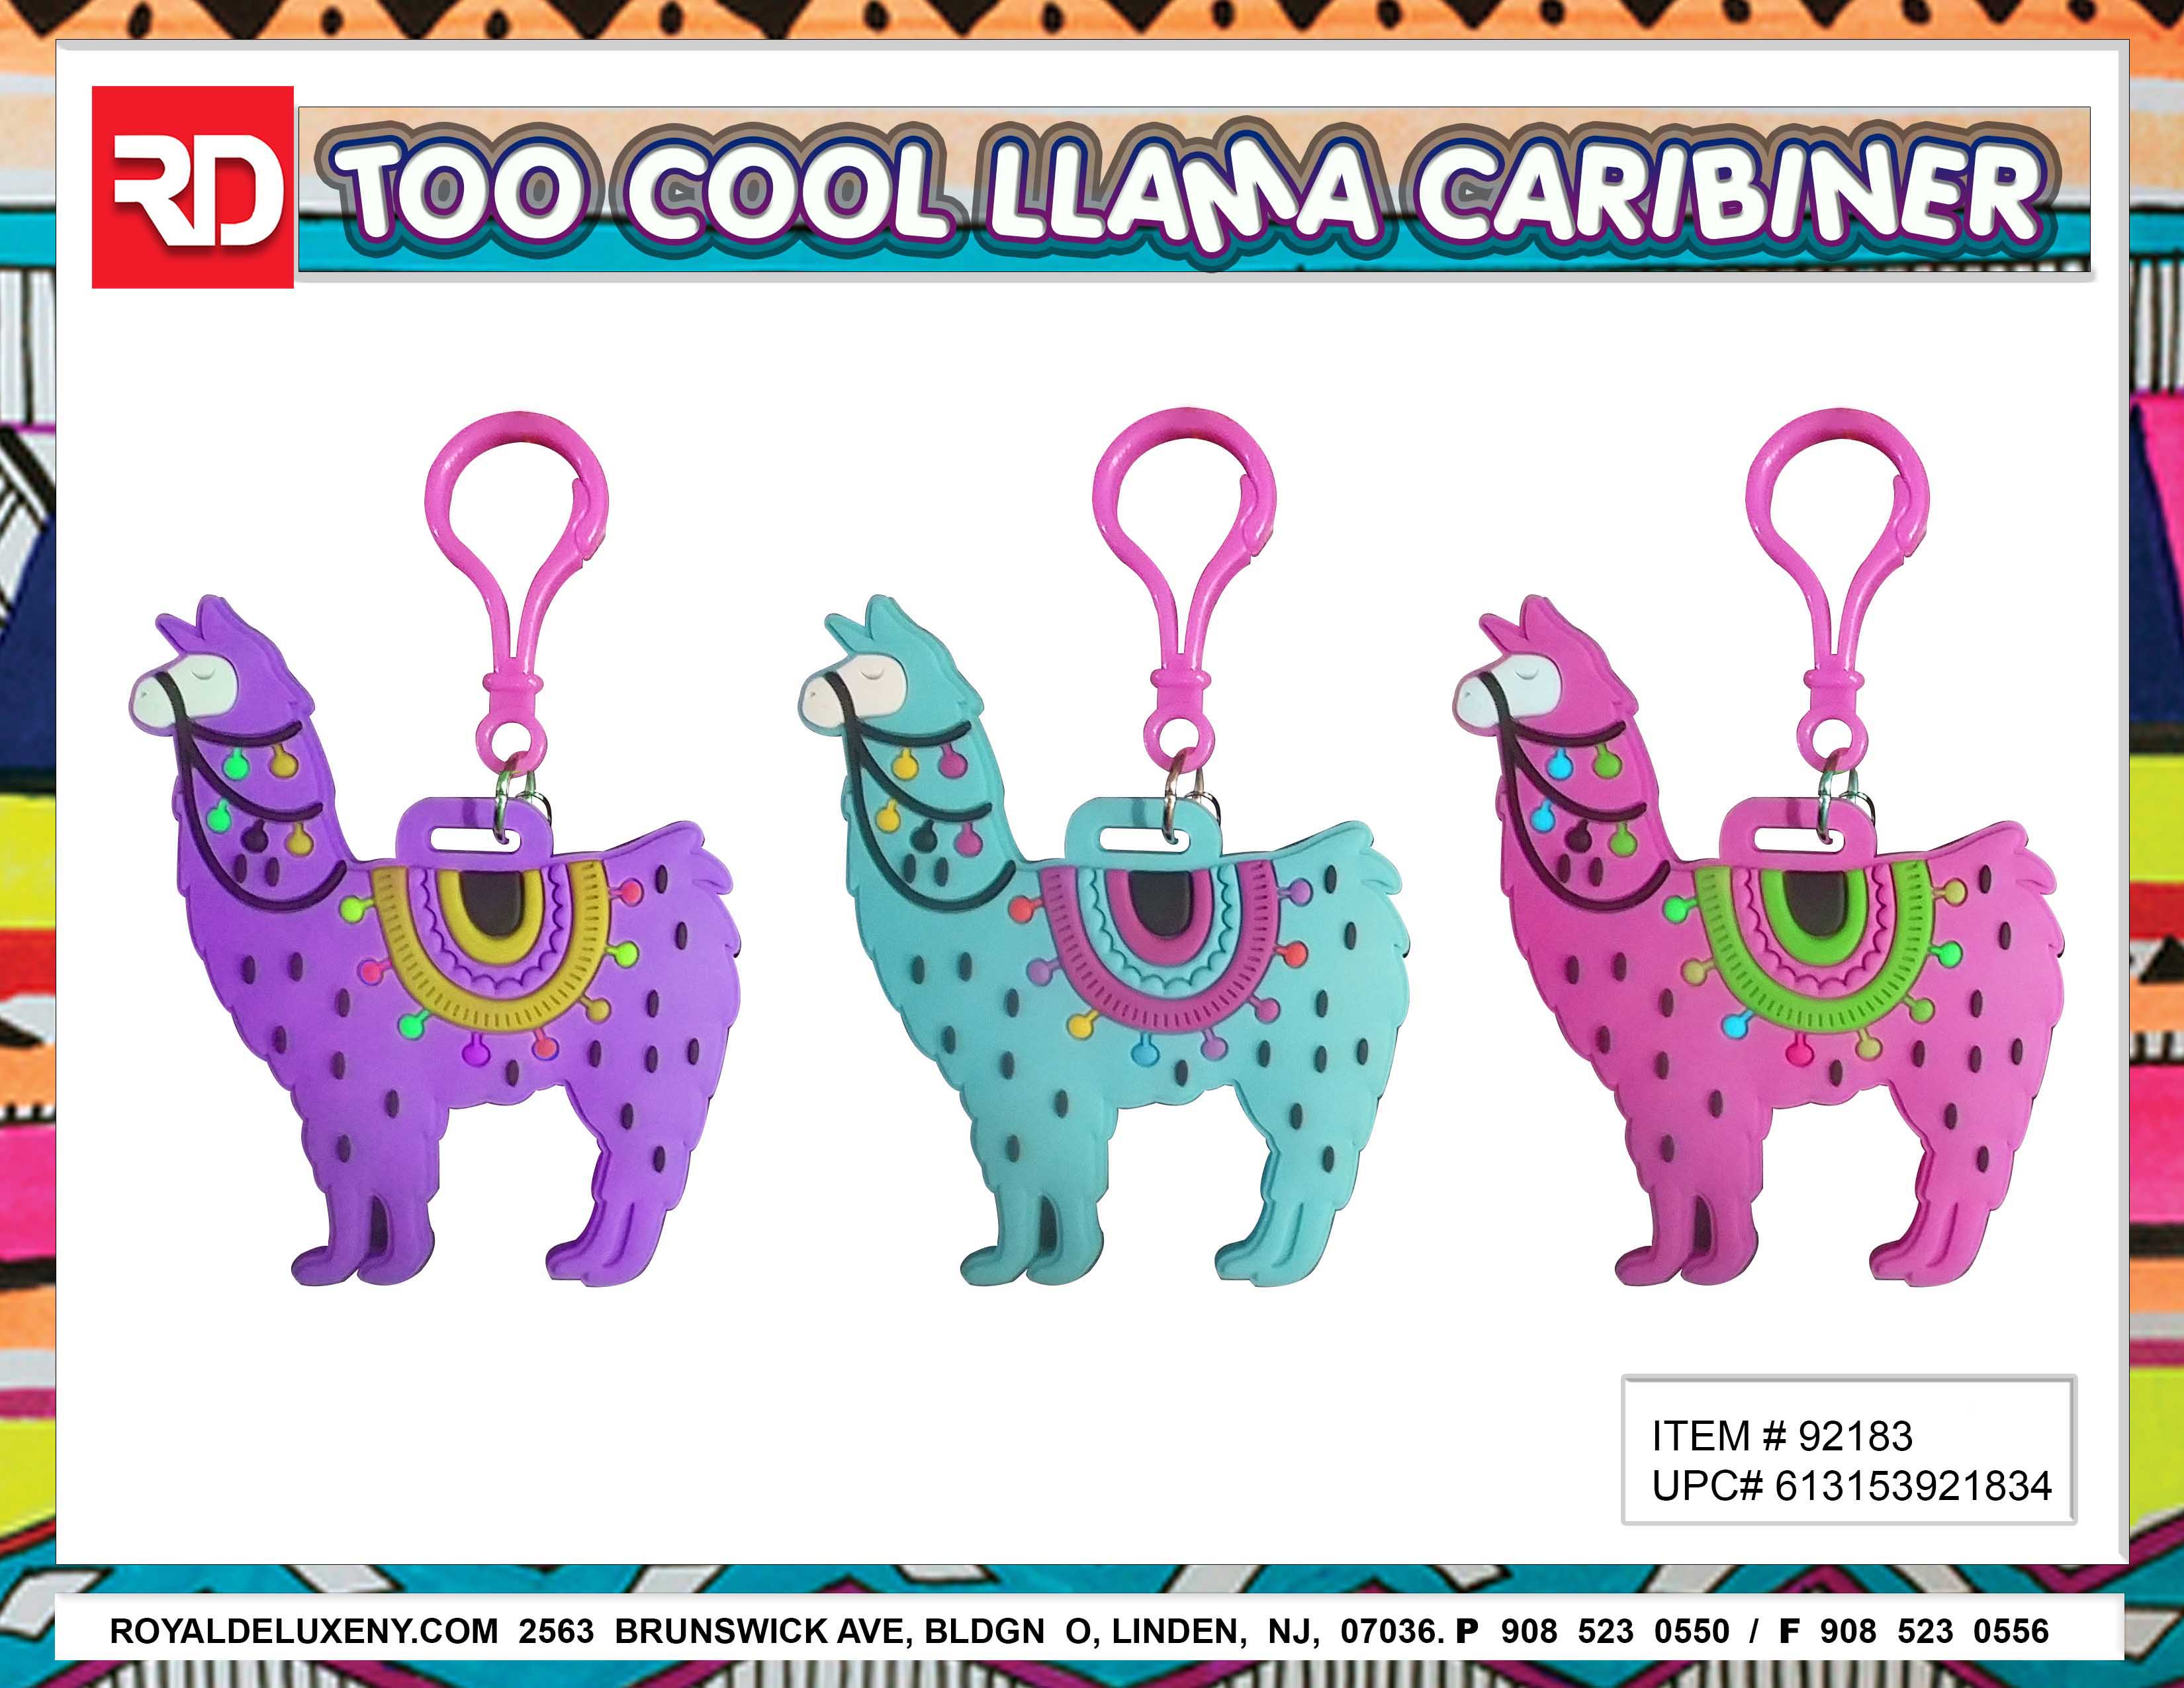 RD
TOO COOL LLAMA CARIBINER
ITEM # 92183
UPC# 613153921834
ROYALDELUXENY.COM 2563 BRUNSWICK AVE, BLDGN O, LINDEN, NJ, 07036. P 908 523 0550 / F 908 523 0556